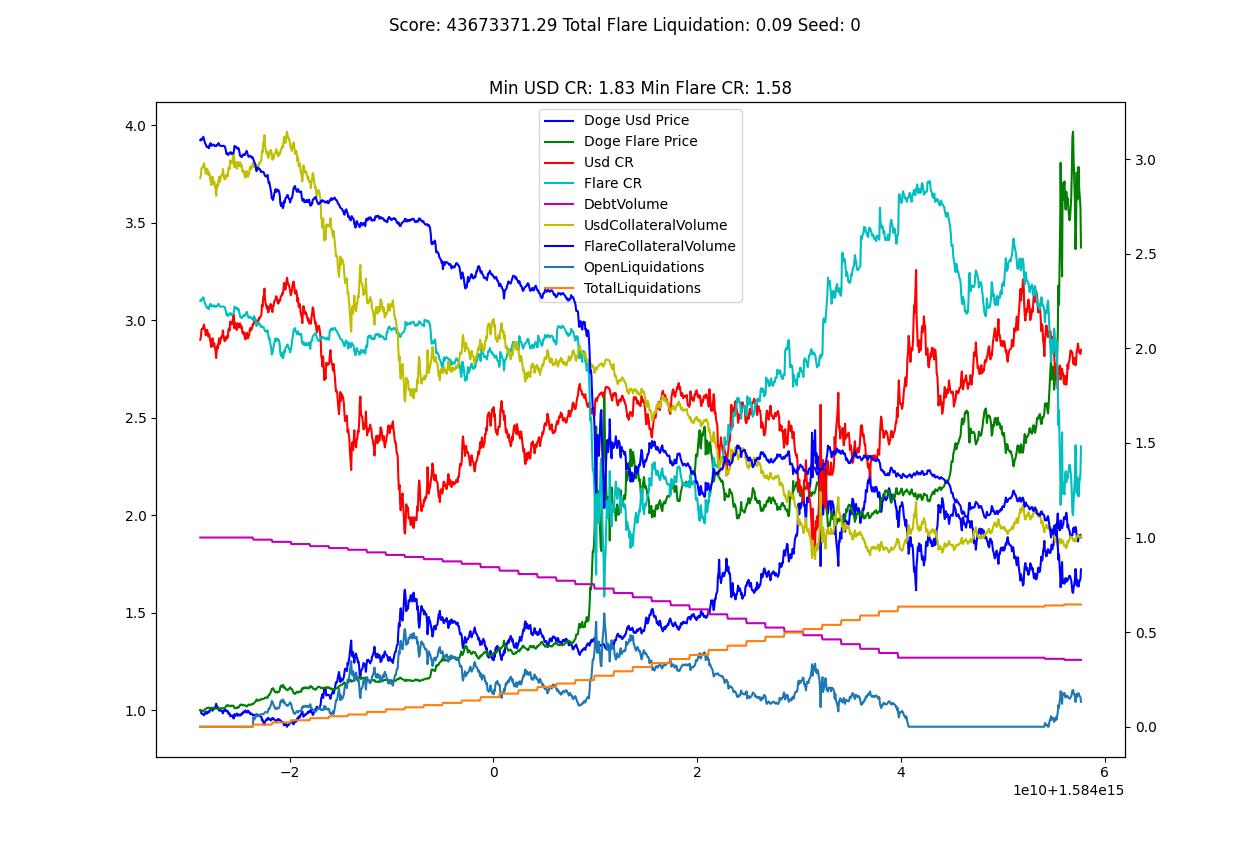 Score: 43673371.29 Total Flare Liquidation: 0.09 Seed: 0
Min USD CR: 1.83 Min Flare CR: 1.58
Doge Usd Price
Doge Flare Price
Usd CR
Flare CR
DebtVolume
UsdCollateralVolume
FlareCollateralVolume
OpenLiquidations
TotalLiquidations
4.0
3.5
3.0
2.5
2.0
1.5
1.0
3.0
2.5
2.0
1.5
1.0
0.5
0.0
−2
0
2
4
6
1e10+1.584e15